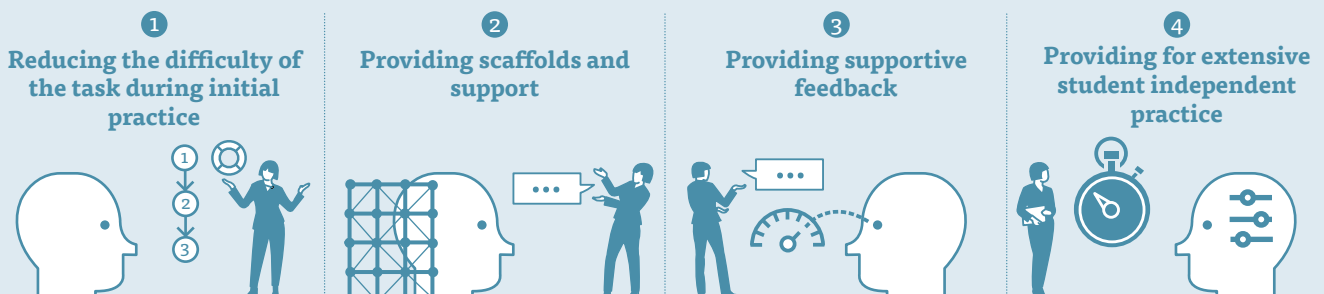 1
Reducing the difficulty of
the task during initial
practice
1
2
3
2
Providing scaffolds and
support
...
3
Providing supportive
feedback
...
4
Providing for extensive
student independent
practice